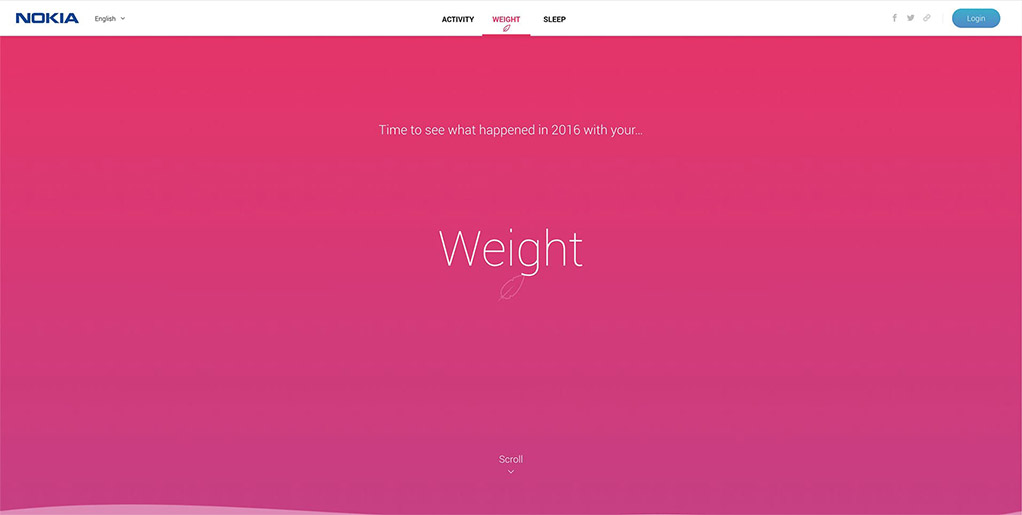 NOKIA English ACTIVITY WEIGHT SLEEP Login
Time to see what happened in 2016 with your...
Weight
Scroll